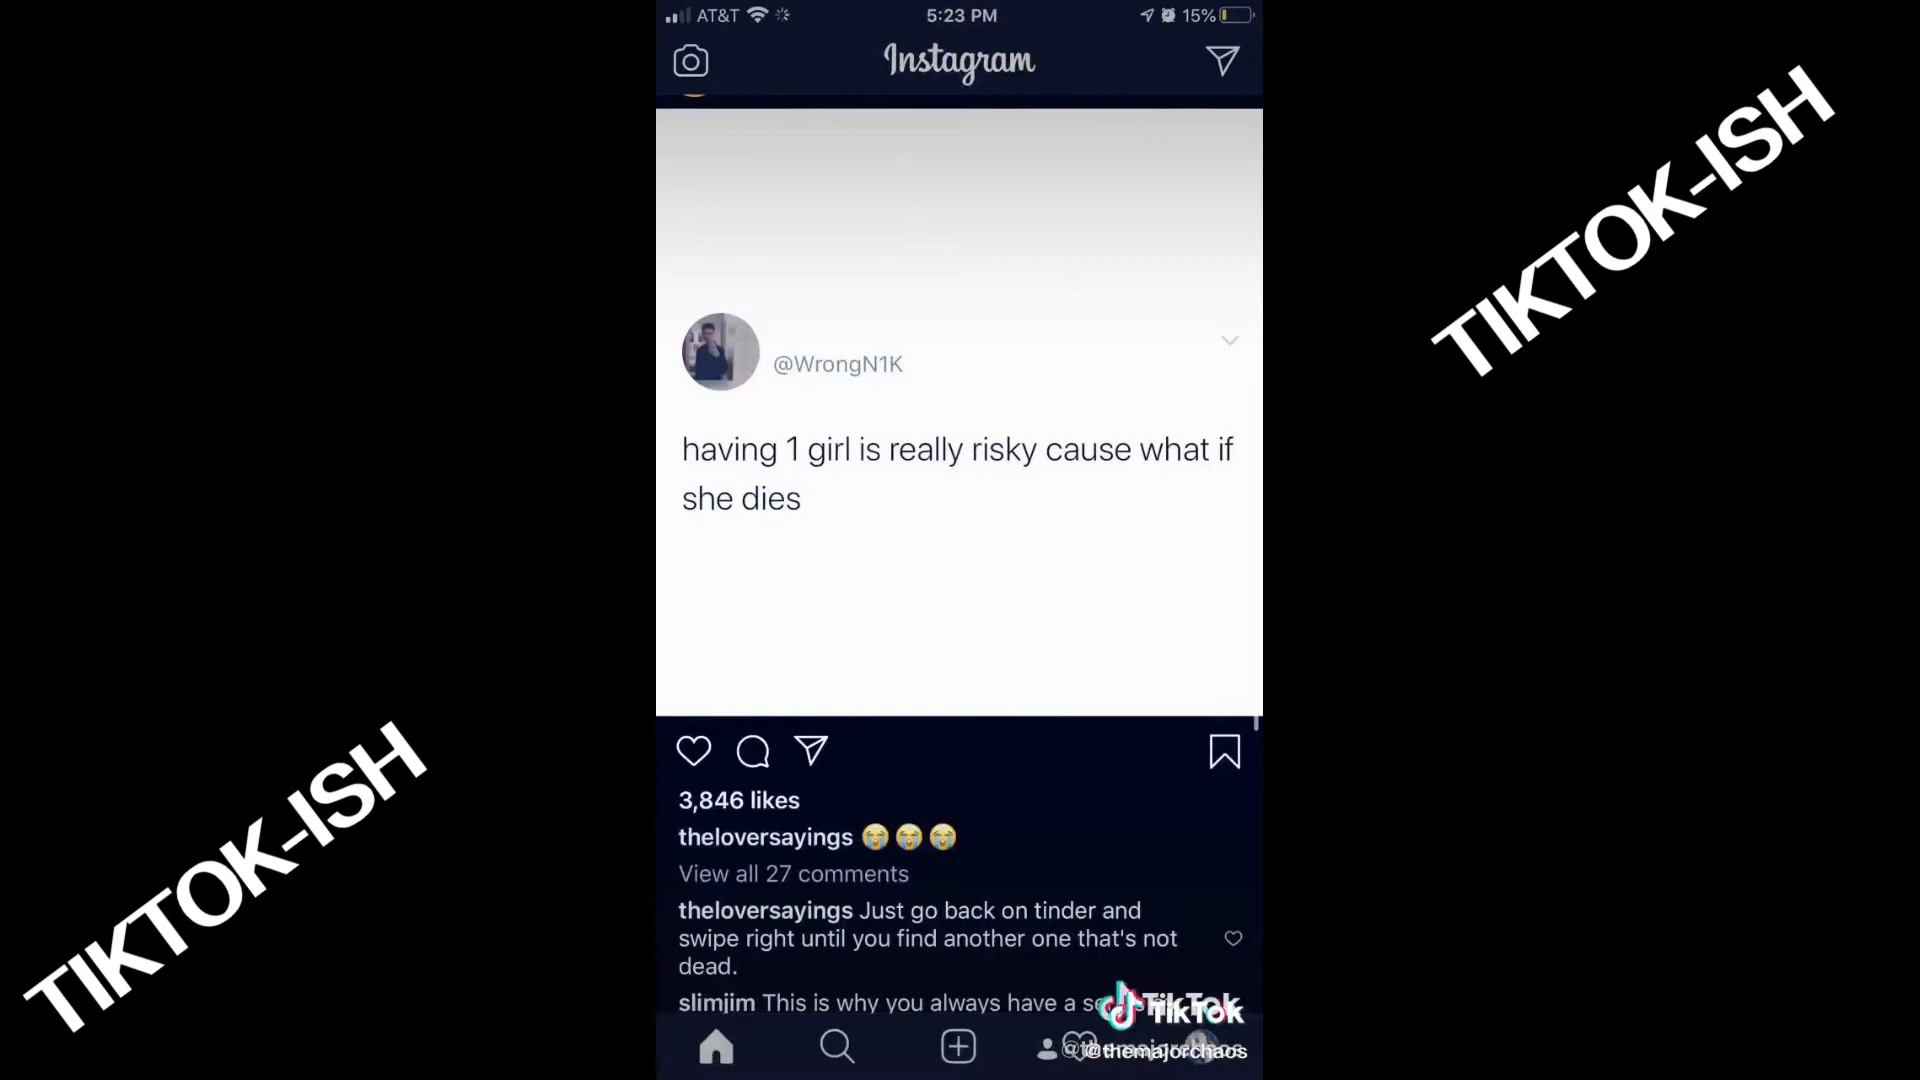 AT&T
5:23 PM
15%
Instagram
TIKTOK-ISH
@WrongN1K
having 1 girl is really risky cause what if
she dies
3,846 likes
theloversayings 😭😭😭
View all 27 comments
theloversayings Just go back on tinder and
swipe right until you find another one that's not
dead.
slimjim This is why you always have a
TikTok
@themajorchaos
TIKTOK-ISH